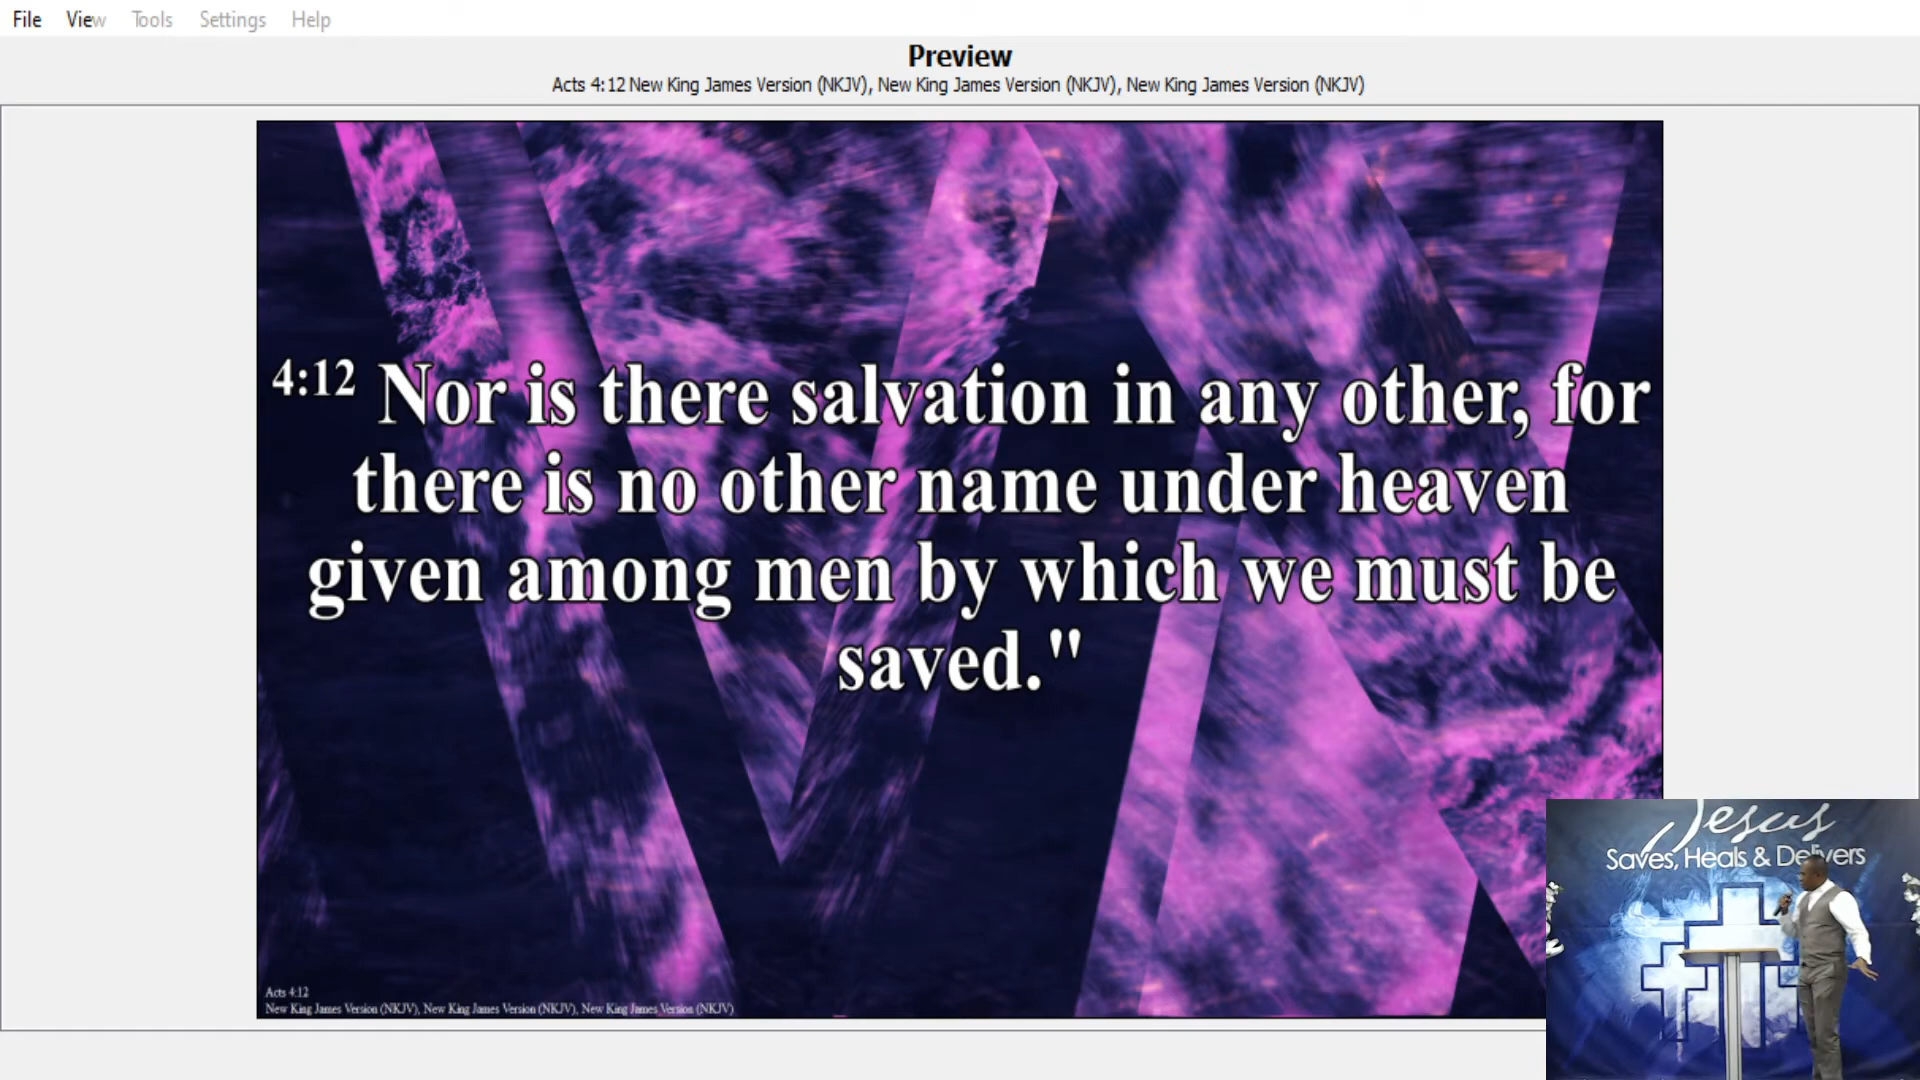 File View Tools Settings Help
Preview
Acts 4:12 New King James Version (NKJV), New King James Version (NKJV), New King James Version (NKJV)
4:12 Nor is there salvation in any other, for
there is no other name under heaven
given among men by which we must be
saved."
Acts 4:12
New King James Version (NKJV), New King James Version (NKJV), New King James Version (NKJV)
Jesus
Saves, Heals & Delivers